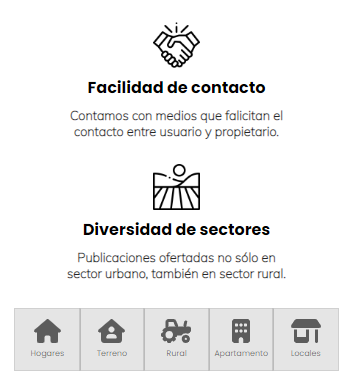 Facilidad de contacto
Contamos con medios que falicitan el
contacto entre usuario y propietario.
Diversidad de sectores
Publicaciones ofertadas no sólo en
sector urbano, también en sector rural.
Hogares Terreno Rural Apartamento Locales